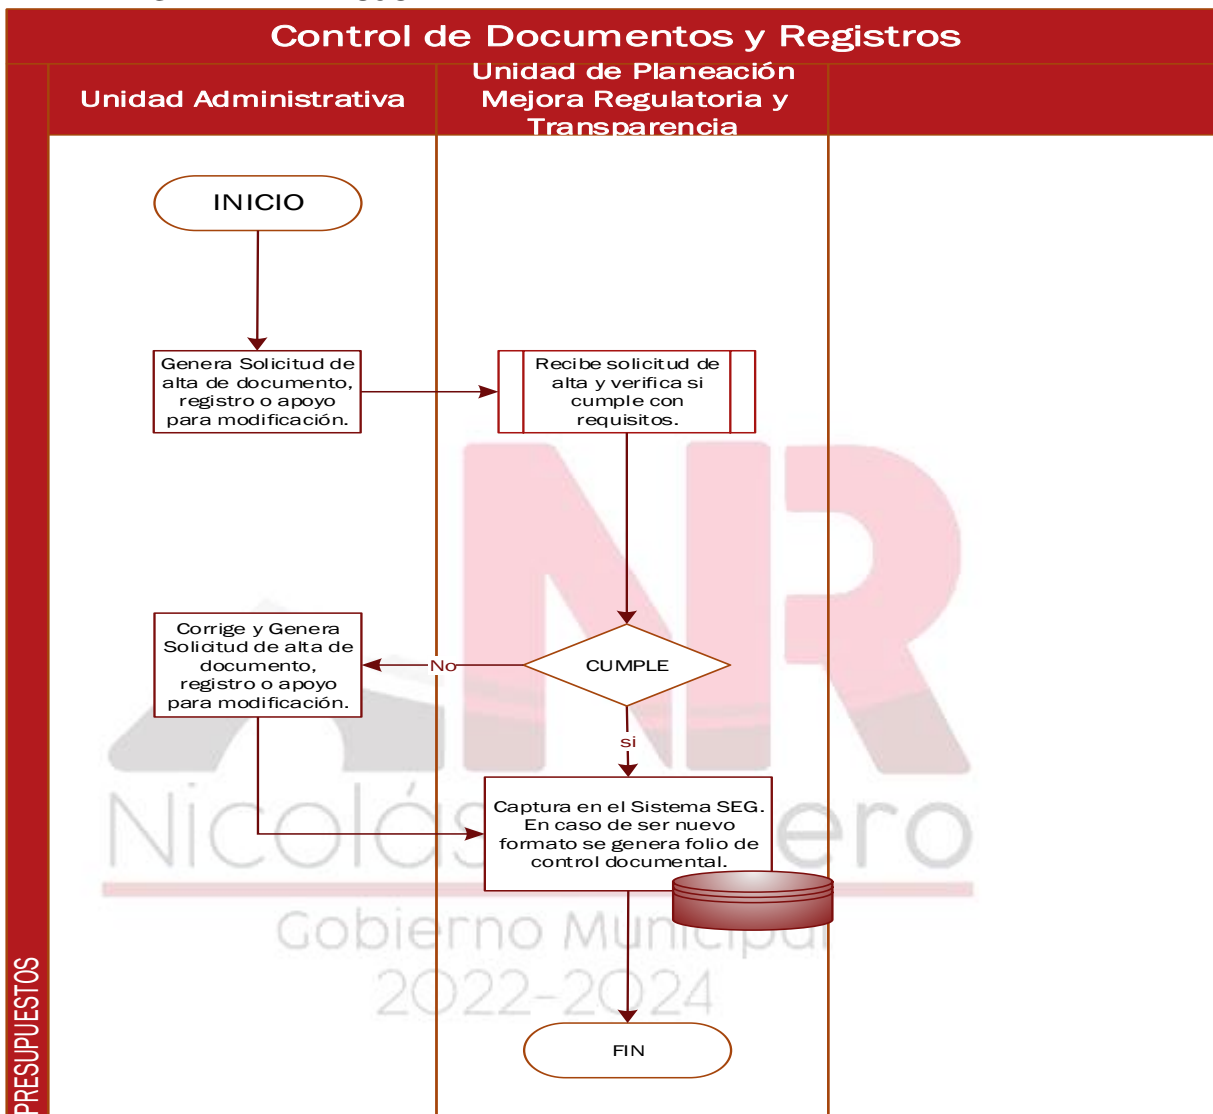 Control de Documentos y Registros
Unidad Administrativa
Unidad de Planeación
Mejora Regulatoria y
Transparencia
INICIO
Genera Solicitud de
alta de documento,
registro o apoyo
para modificación.
Recibe solicitud de
alta y verifica si
cumple con
requisitos.
Corrige y Genera
Solicitud de alta de
documento,
registro o apoyo
para modificación.
No
CUMPLE
si
Captura en el Sistema SEG.
En caso de ser nuevo
formato se genera folio de
control documental.
FIN
PRESUPUESTOS
NR
Nicolás ero
Gobierno Municipal
2022-2024